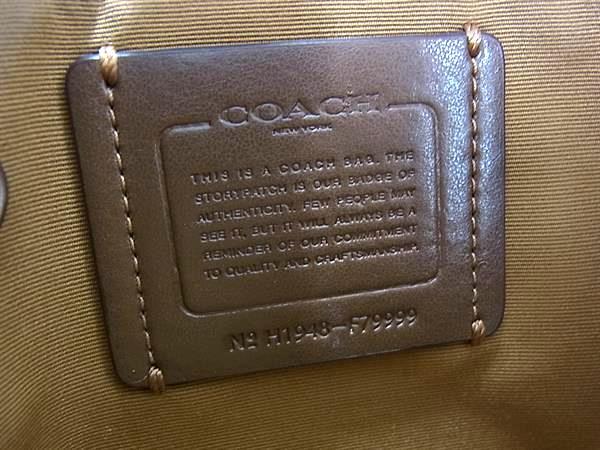 COACH
NEW YORK
THIS IS A COACH BAG. THE
STORYPATCH IS OUR BADGE OF
AUTHENTICITY. FEW PEOPLE MAY
SEE IT, BUT IT WILL ALWAYS BE A
REMINDER OF OUR COMMITMENT
TO QUALITY AND CRAFTSMANSHIP.
No H1948-F79999